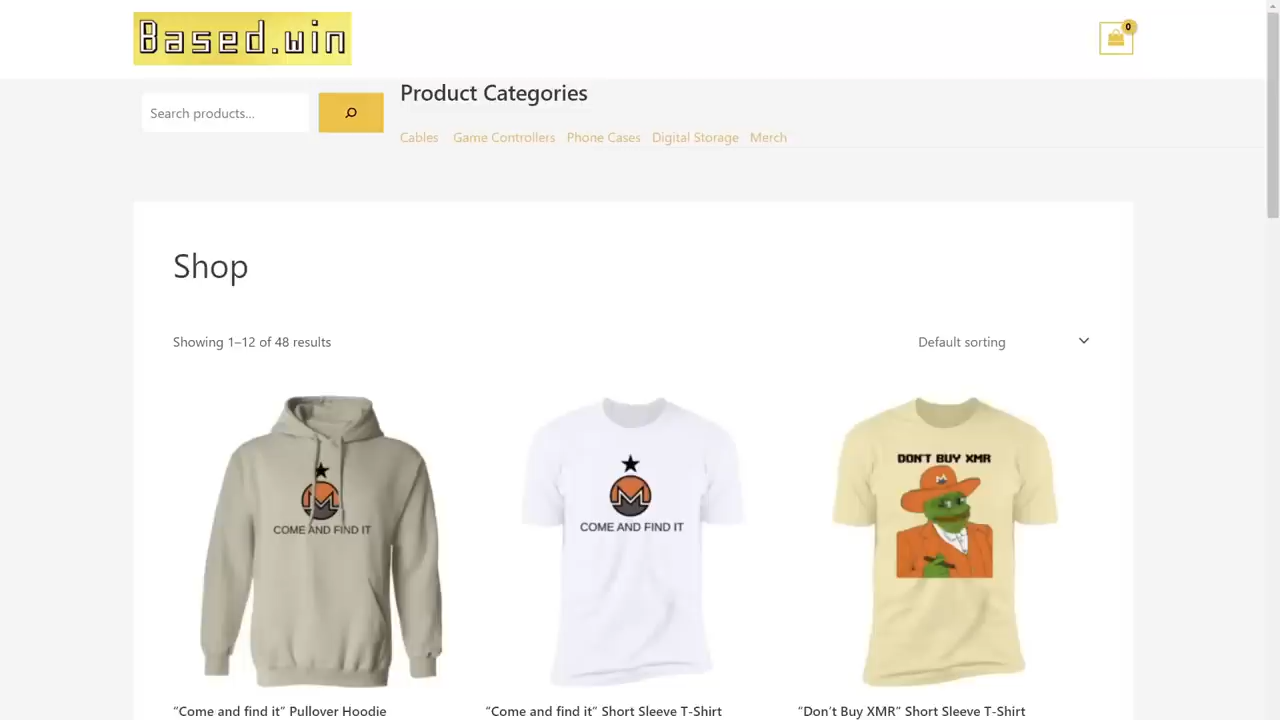 Based.win
0
Search products...
Product Categories
Cables Game Controllers Phone Cases Digital Storage Merch
Shop
Showing 1–12 of 48 results
Default sorting
COME AND FIND IT
COME AND FIND IT
DON'T BUY XMR
“Come and find it” Pullover Hoodie
“Come and find it” Short Sleeve T-Shirt
“Don’t Buy XMR” Short Sleeve T-Shirt